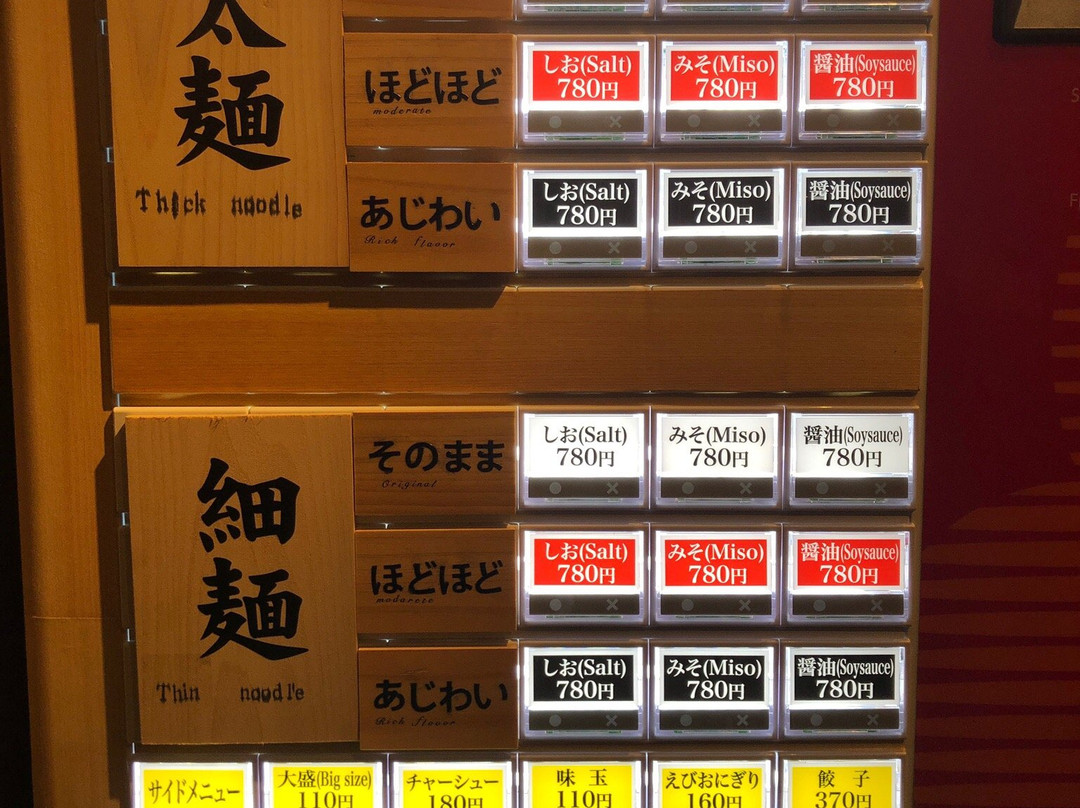 太麺
Thick noodle
ほどほど
moderate
しお(Salt)
780円
みそ(Miso)
780円
醤油(Soysauce)
780円
あじわい
Rich flavor
しお(Salt)
780円
みそ(Miso)
780円
醤油(Soysauce)
780円
細麺
Thin noodle
そのまま
Original
しお(Salt)
780円
みそ(Miso)
780円
醤油(Soysauce)
780円
ほどほど
moderate
しお(Salt)
780円
みそ(Miso)
780円
醤油(Soysauce)
780円
あじわい
Rich flavor
しお(Salt)
780円
みそ(Miso)
780円
醤油(Soysauce)
780円
サイドメニュー
大盛(Big size)
110円
チャーシュー
180円
味玉
110円
えびおにぎり
160円
餃子
370円